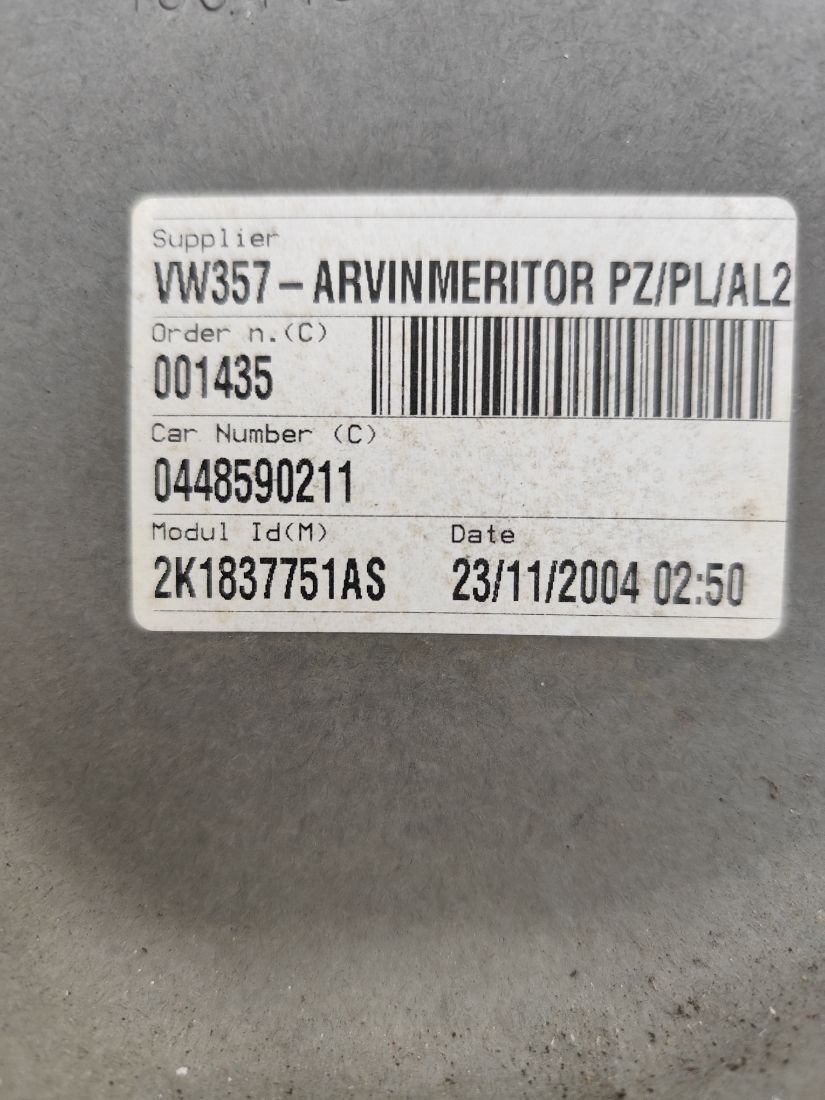 Supplier
VW357 - ARVINMERITOR PZ/PL/AL2
Order n.(C)
001435
Car Number (C)
0448590211
Modul Id(M) Date
2K1837751AS 23/11/2004 02:50